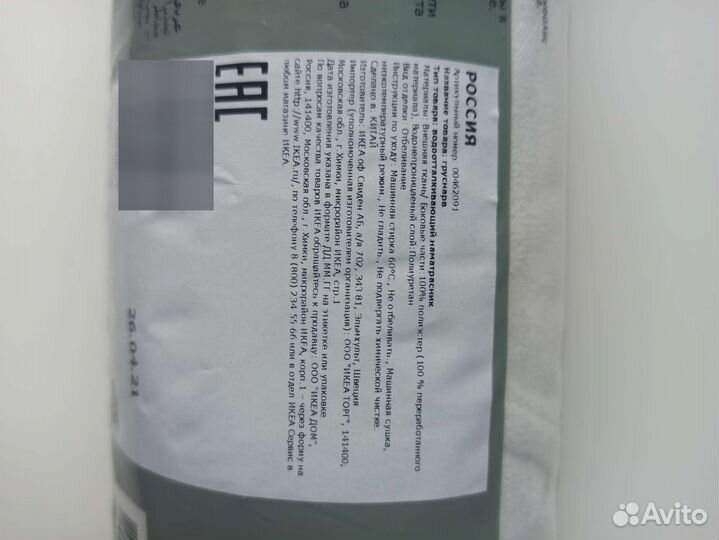 РОССИЯ
Артикульный номер: 00462091
Название товара: груснарв
Тип товара: водоотталкивающий наматрасник
Материалы: Внешняя ткань/ Боковые части :100% полиэстер (100 % переработанного
материала), Водонепроницаемый слой:Полиуретан
Вид отделки : Отбеливание
Инструкции по уходу : Машинная стирка 60°C., Не отбеливать., Машинная сушка,
низкотемпературный режим., Не гладить., Не подвергать химической чистке.
Сделано в: КИТАЙ
Изготовитель: ИКЕА оф Свиден АБ, а/я 702, 343 81, Эльмхульт, Швеция
Импортер (уполномоченная изготовителем организация): ООО "ИКЕА ТОРГ", 141400,
Московская обл., г.Химки, микрорайон ИКЕА, стр.1
Дата изготовления указана в формате ДД.ММ.ГГ на этикетке или упаковке
По вопросам качества товаров ИКЕА обращайтесь к продавцу: ООО "ИКЕА ДОМ",
Россия, 141400, Московская обл., г.Химки, микрорайон ИКЕА, корп.1 – через форму на
сайте http://www.IKEA.ru/, по телефону 8 (800) 234 55 66 или в отдел ИКЕА Сервис в
любом магазине ИКЕА.
EAC
26.04.21
Avito